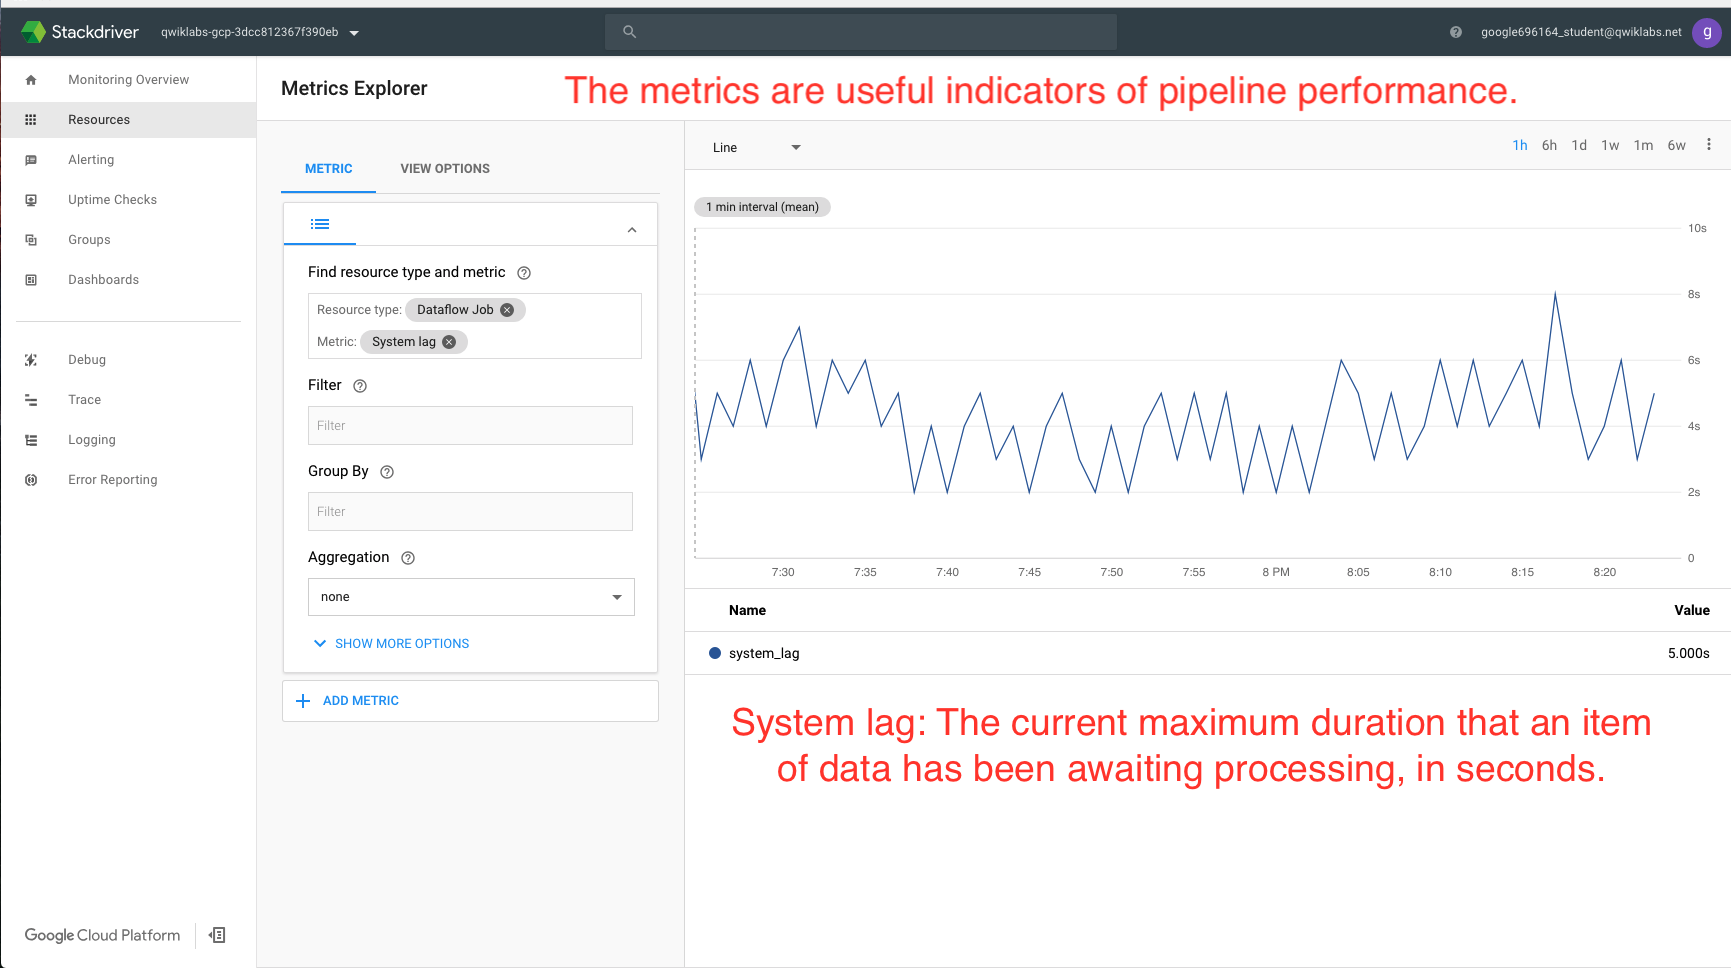 Stackdriver
qwiklabs-gcp-3dcc812367f390eb
google696164_student@qwiklabs.net
g
Monitoring Overview
Resources
Alerting
Uptime Checks
Groups
Dashboards
Debug
Trace
Logging
Error Reporting
Google Cloud Platform
Metrics Explorer
The metrics are useful indicators of pipeline performance.
METRIC
VIEW OPTIONS
Find resource type and metric
Resource type: Dataflow Job
Metric: System lag
Filter
Filter
Group By
Filter
Aggregation
none
SHOW MORE OPTIONS
ADD METRIC
Line
1h 6h 1d 1w 1m 6w
1 min interval (mean)
10s
8s
6s
4s
2s
0
7:30 7:35 7:40 7:45 7:50 7:55 8 PM 8:05 8:10 8:15 8:20
Name Value
system_lag 5.000s
System lag: The current maximum duration that an item
of data has been awaiting processing, in seconds.